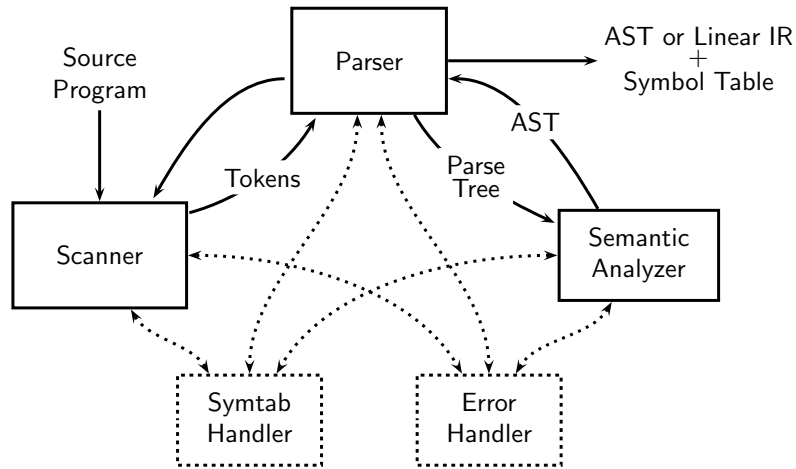 Parser
AST or Linear IR
+
Symbol Table
Source
Program
AST
Tokens
Parse
Tree
Scanner
Semantic
Analyzer
Symtab
Handler
Error
Handler